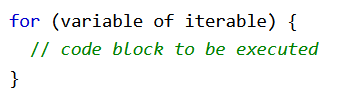 for (variable of iterable) {
  // code block to be executed
}